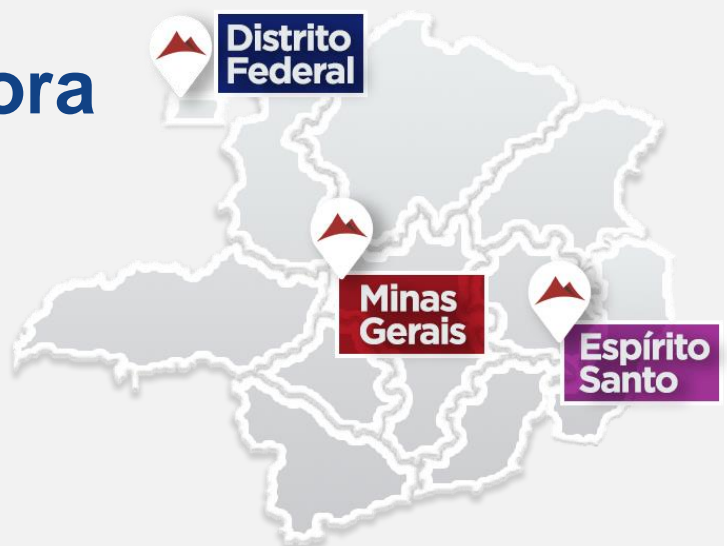 Distrito
Federal
ora
Minas
Gerais
Espírito
Santo